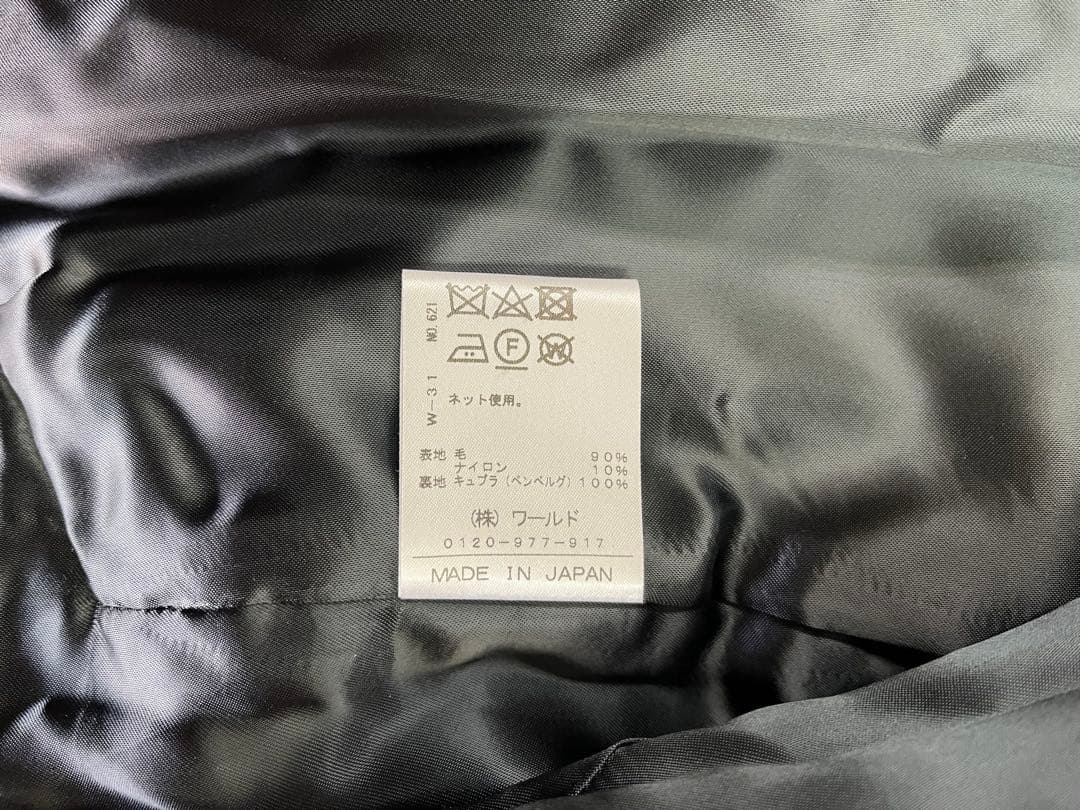 NO.621
W-31
F
W
ネット使用。
表地 毛 90%
ナイロン 10%
裏地 キュプラ(ベンベルグ) 100%
(株) ワールド
0120-977-917
MADE IN JAPAN